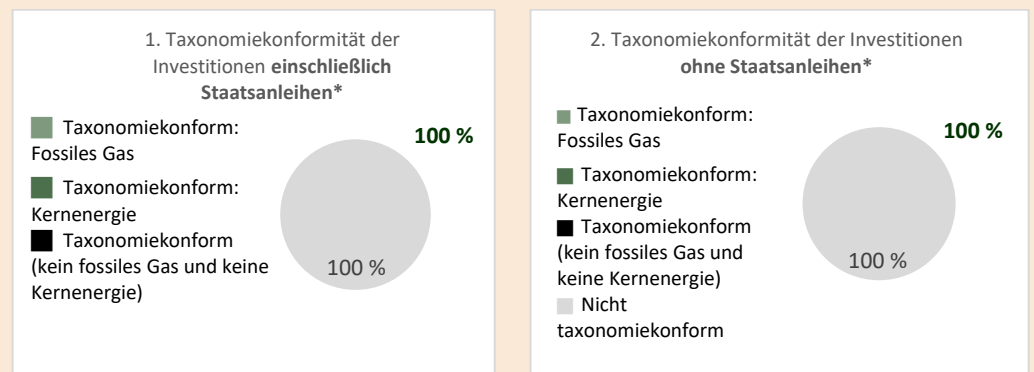 1. Taxonomiekonformität der
Investitionen einschließlich
Staatsanleihen*
Taxonomiekonform:
Fossiles Gas
Taxonomiekonform:
Kernenergie
Taxonomiekonform
(kein fossiles Gas und keine
Kernenergie)
100 %
100 %
2. Taxonomiekonformität der Investitionen
ohne Staatsanleihen*
Taxonomiekonform:
Fossiles Gas
Taxonomiekonform:
Kernenergie
Taxonomiekonform
(kein fossiles Gas und
keine Kernenergie)
Nicht
taxonomiekonform
100 %
100 %